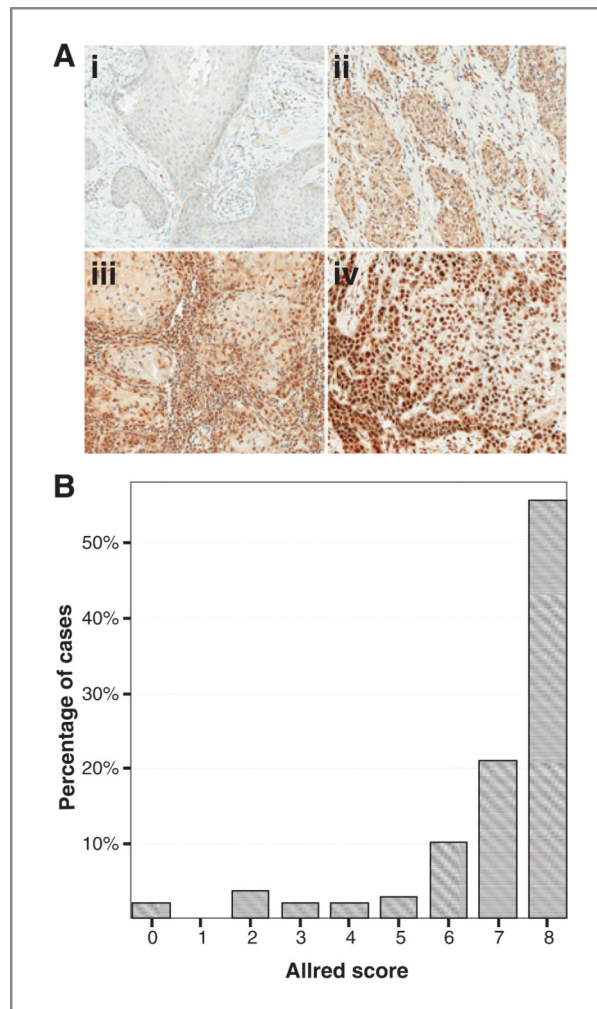 A
i
ii
iii
iv
B
50%
40%
30%
20%
10%
Percentage of cases
0 1 2 3 4 5 6 7 8
Allred score